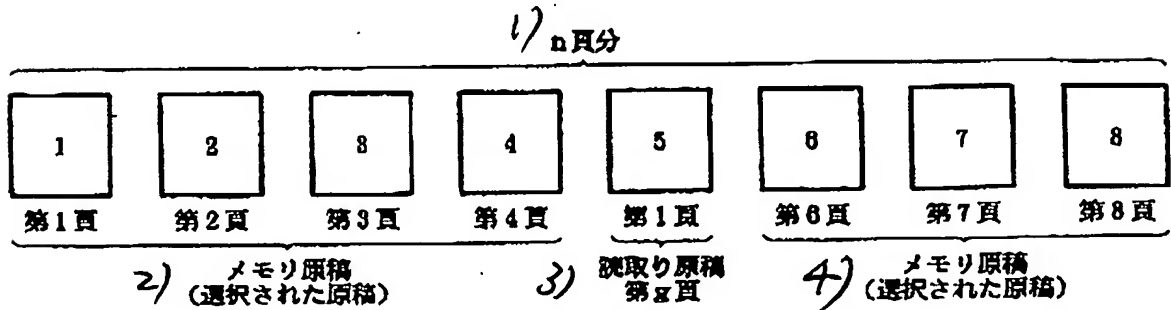 1) n頁分
1 2 3 4 5 6 7 8
第1頁 第2頁 第3頁 第4頁 第1頁 第6頁 第7頁 第8頁
2) メモリ原稿 3) 読取り原稿 4) メモリ原稿
(選択された原稿) 第g頁 (選択された原稿)